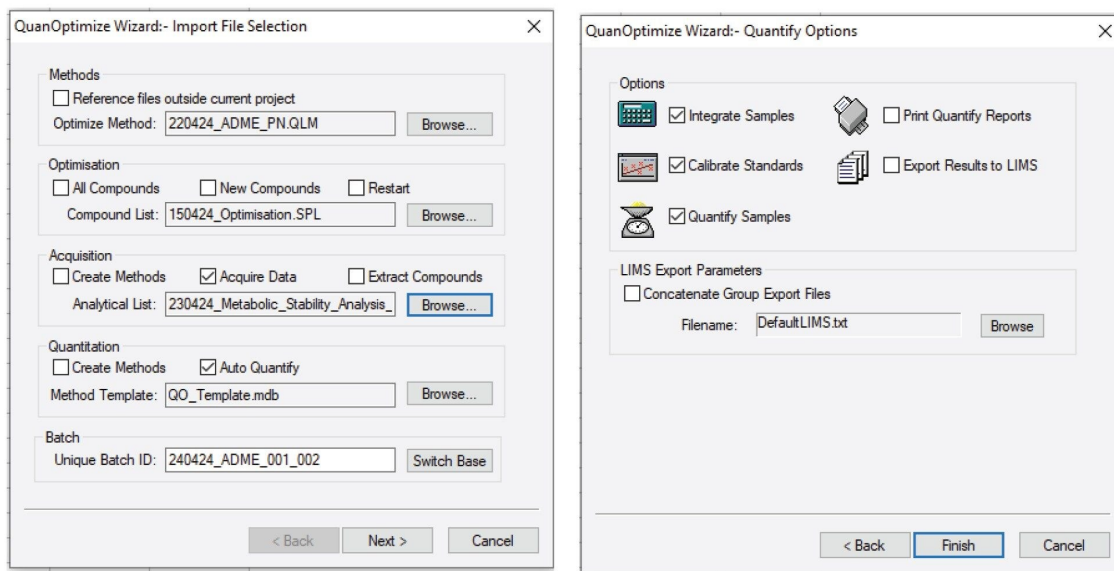 QuanOptimize Wizard:- Import File Selection
Methods
Reference files outside current project
Optimize Method: 220424_ADME_PN.QLM Browse...
Optimisation
All Compounds New Compounds Restart
Compound List: 150424_Optimisation.SPL Browse...
Acquisition
Create Methods Acquire Data Extract Compounds
Analytical List: 230424_Metabolic_Stability_Analysis_ Browse...
Quantitation
Create Methods Auto Quantify
Method Template: QO_Template.mdb Browse...
Batch
Unique Batch ID: 240424_ADME_001_002 Switch Base
< Back Next > Cancel
QuanOptimize Wizard:- Quantify Options
Options
Integrate Samples Print Quantify Reports
Calibrate Standards Export Results to LIMS
Quantify Samples
LIMS Export Parameters
Concatenate Group Export Files
Filename: DefaultLIMS.txt Browse
< Back Finish Cancel